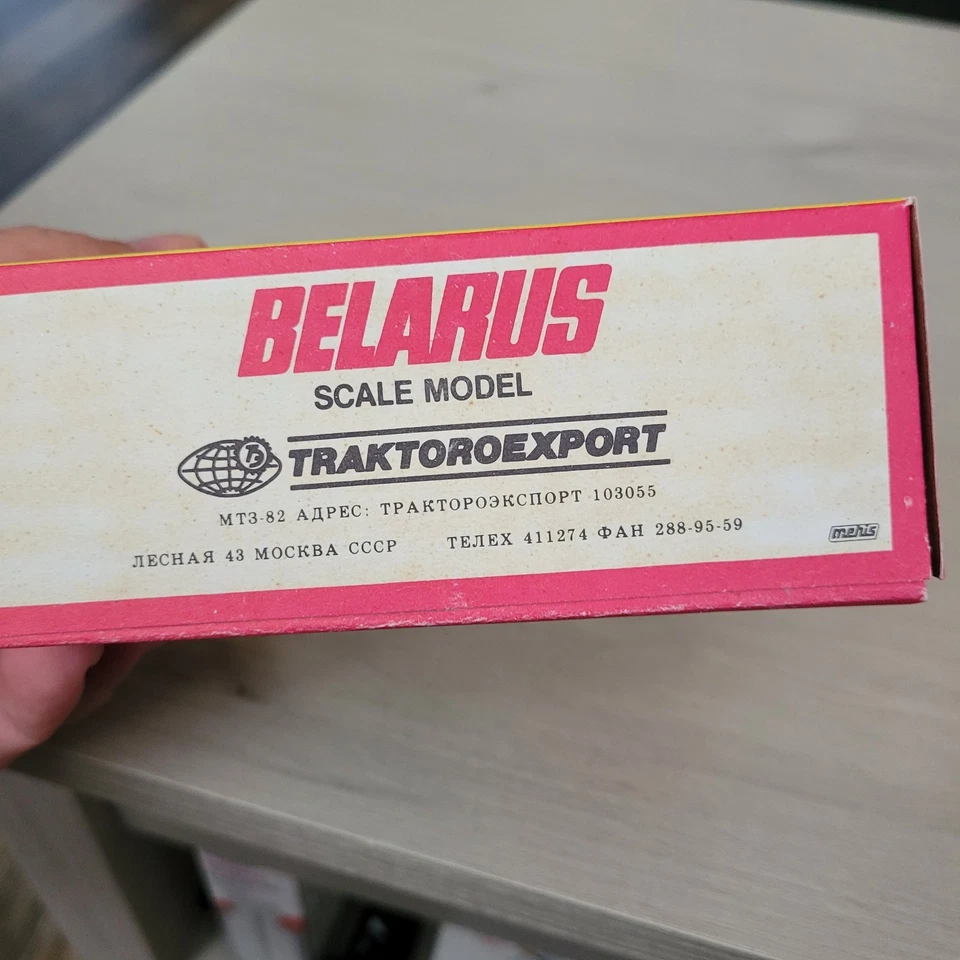 BELARUS
SCALE MODEL
TЭ TRAKTOROEXPORT
МТЗ-82 АДРЕС: ТРАКТОРОЭКСПОРТ 103055
ЛЕСНАЯ 43 МОСКВА СССР ТЕЛЕХ 411274 ФАН 288-95-59
mehis